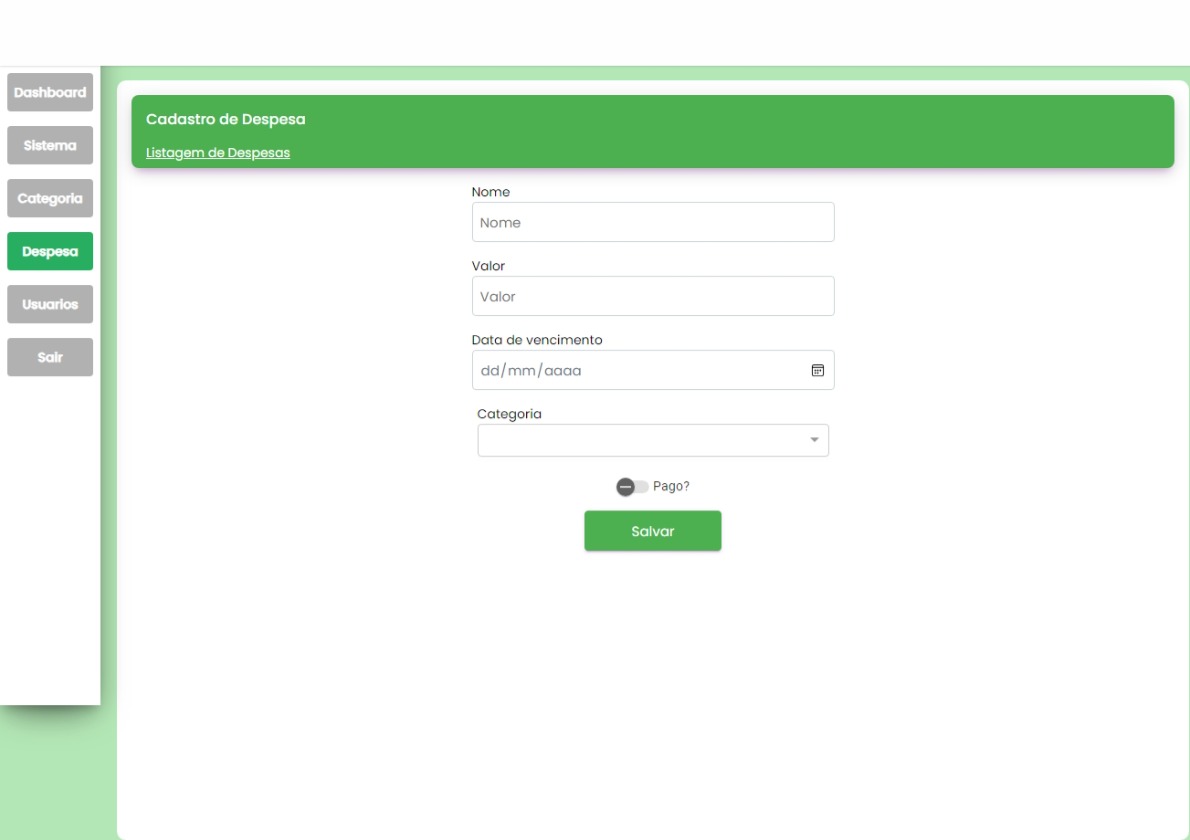 Dashboard
Sistema
Categoria
Despesa
Usuarios
Sair
Cadastro de Despesa
Listagem de Despesas
Nome
Nome
Valor
Valor
Data de vencimento
dd/mm/aaaa
Categoria
Pago?
Salvar